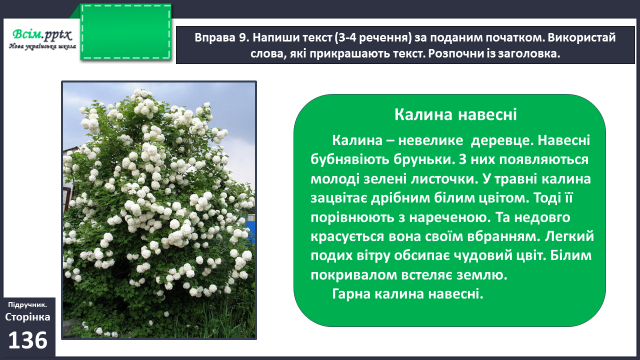 Всім.pptx
Нова українська школа
Вправа 9. Напиши текст (3-4 речення) за поданим початком. Використай
слова, які прикрашають текст. Розпочни із заголовка.
Калина навесні
Калина – невелике деревце. Навесні
бубнявіють бруньки. З них появляються
молоді зелені листочки. У травні калина
зацвітає дрібним білим цвітом. Тоді її
порівнюють з нареченою. Та недовго
красується вона своїм вбранням. Легкий
подих вітру обсипає чудовий цвіт. Білим
покривалом встеляє землю.
Гарна калина навесні.
Підручник.
Сторінка
136